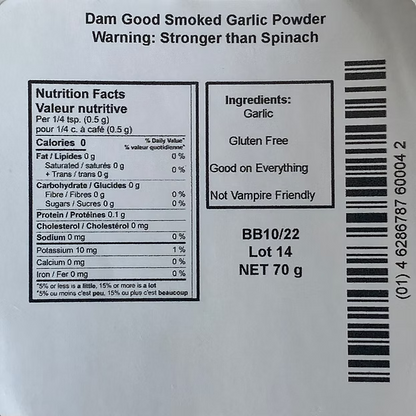 Dam Good Smoked Garlic Powder
Warning: Stronger than Spinach
Nutrition Facts
Valeur nutritive
Per 1/4 tsp. (0.5 g)
pour 1/4 c. à café (0.5 g)
Calories 0
% Daily Value*
% valeur quotidienne*
Fat / Lipides 0 g 0 %
Saturated / saturés 0 g
+ Trans / trans 0 g 0 %
Carbohydrate / Glucides 0 g
Fibre / Fibres 0 g 0 %
Sugars / Sucres 0 g 0 %
Protein / Protéines 0.1 g
Cholesterol / Cholestérol 0 mg
Sodium 0 mg 0 %
Potassium 10 mg 1 %
Calcium 0 mg 0 %
Iron / Fer 0 mg 0 %
*5% or less is a little, 15% or more is a lot
*5% ou moins c'est peu, 15% ou plus c'est beaucoup
Ingredients:
Garlic
Gluten Free
Good on Everything
Not Vampire Friendly
BB10/22
Lot 14
NET 70 g
(01) 4 6286787 60004 2